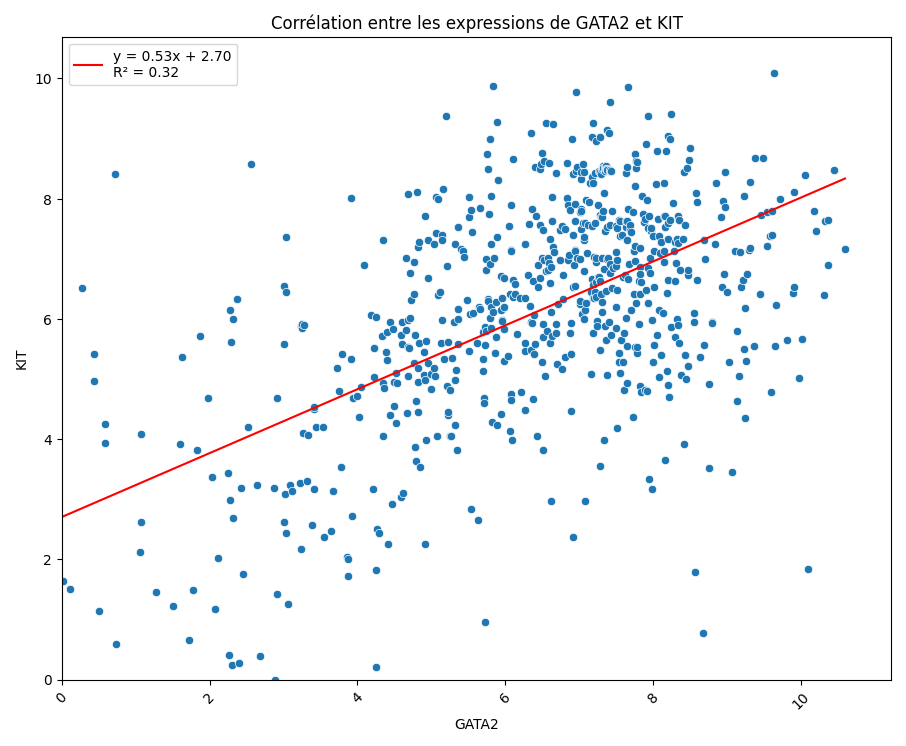 Corrélation entre les expressions de GATA2 et KIT
y = 0.53x + 2.70
R² = 0.32
10
8
6
4
2
0
KIT
0
2
4
6
8
10
GATA2